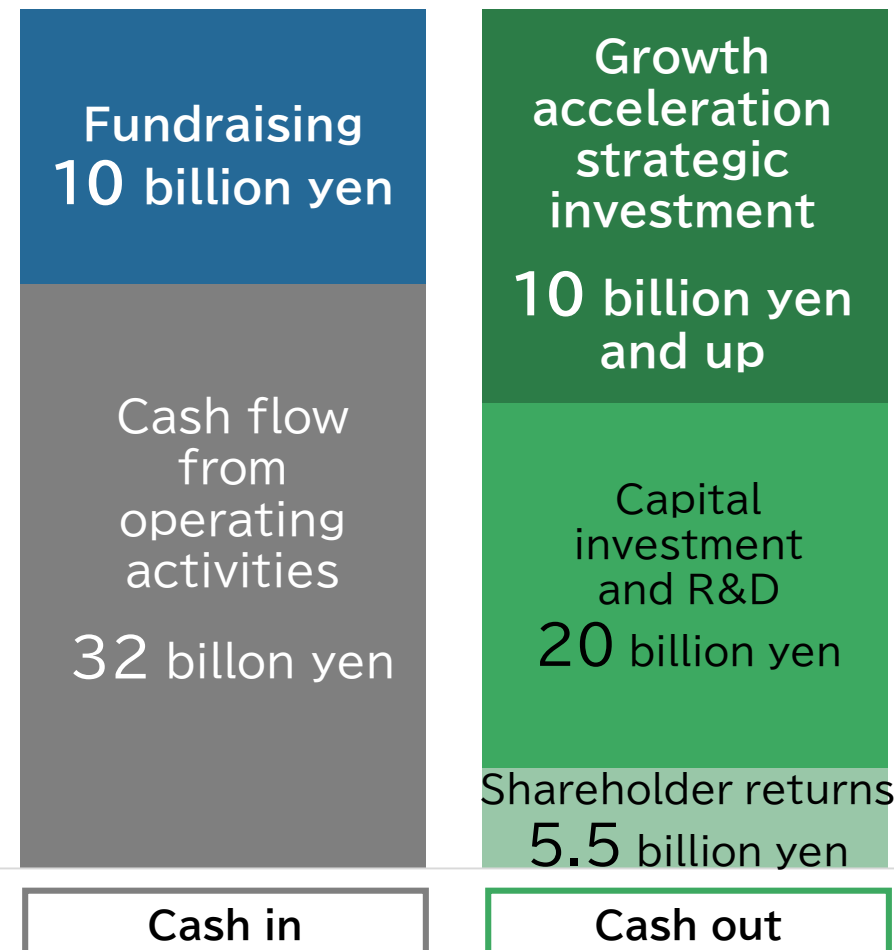 Fundraising
10 billion yen
Cash flow
from
operating
activities
32 billon yen
Cash in
Growth
acceleration
strategic
investment
10 billion yen
and up
Capital
investment
and R&D
20 billion yen
Shareholder returns
5.5 billion yen
Cash out